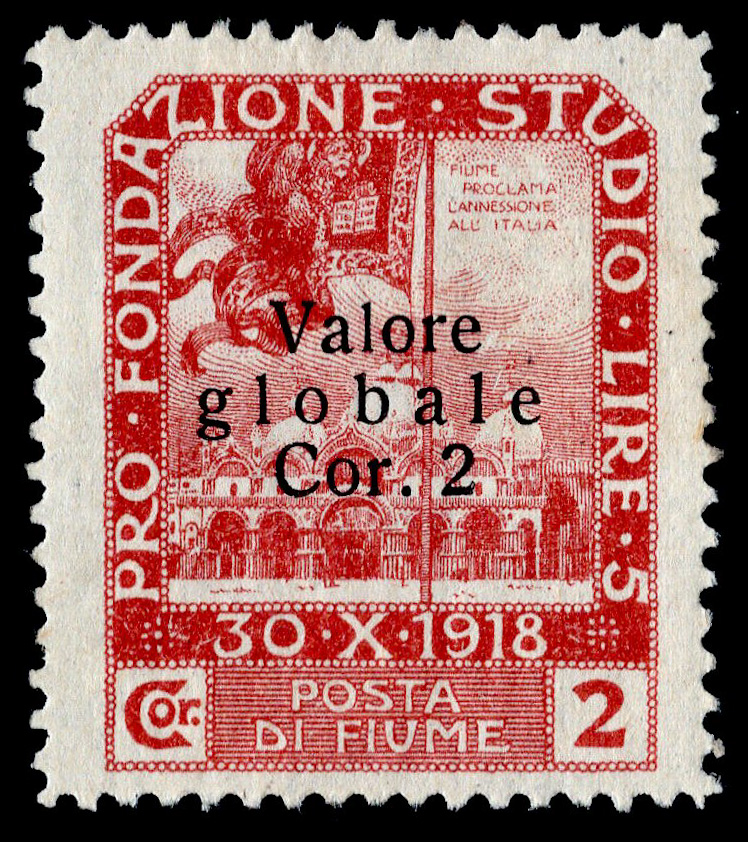 PRO · FONDAZIONE · STUDIO · LIRE · 5
FIUME
PROCLAMA
L'ANNESSIONE
ALL' ITALIA
Valore
globale
Cor. 2
30 · X · 1918
Cor.
POSTA
DI FIUME
2